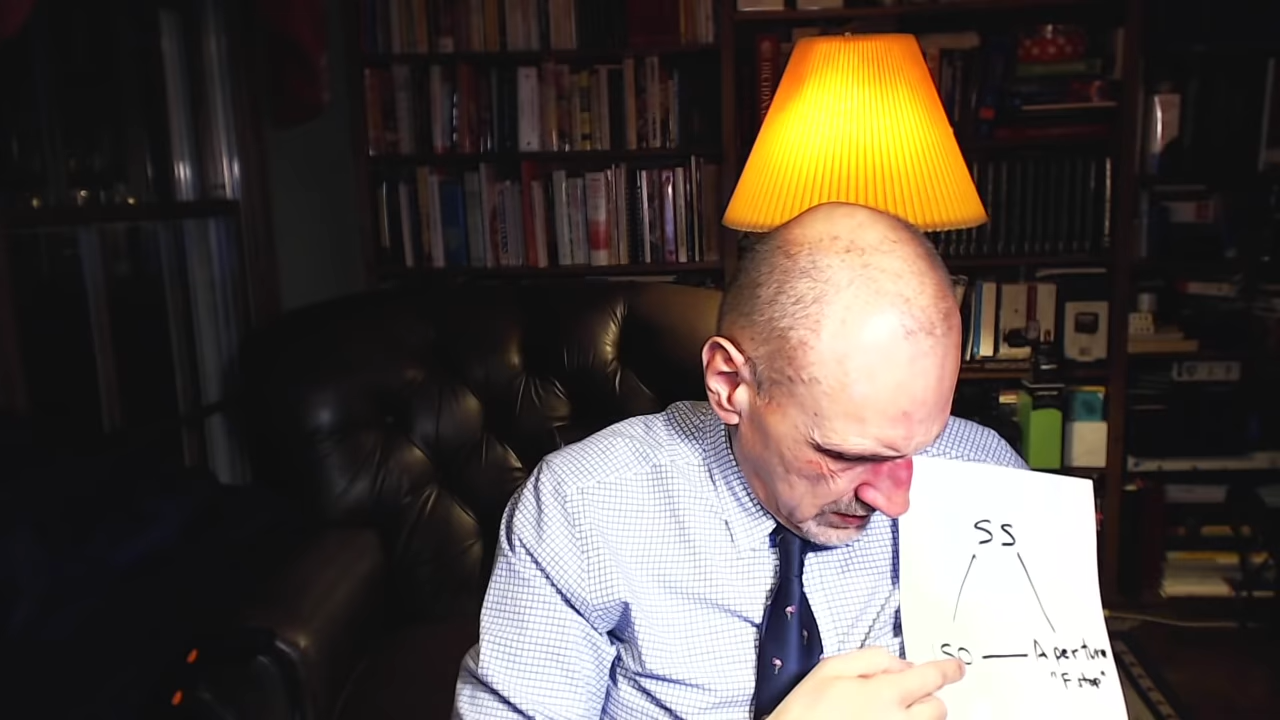 SS
SO — Aperture
"F stop"